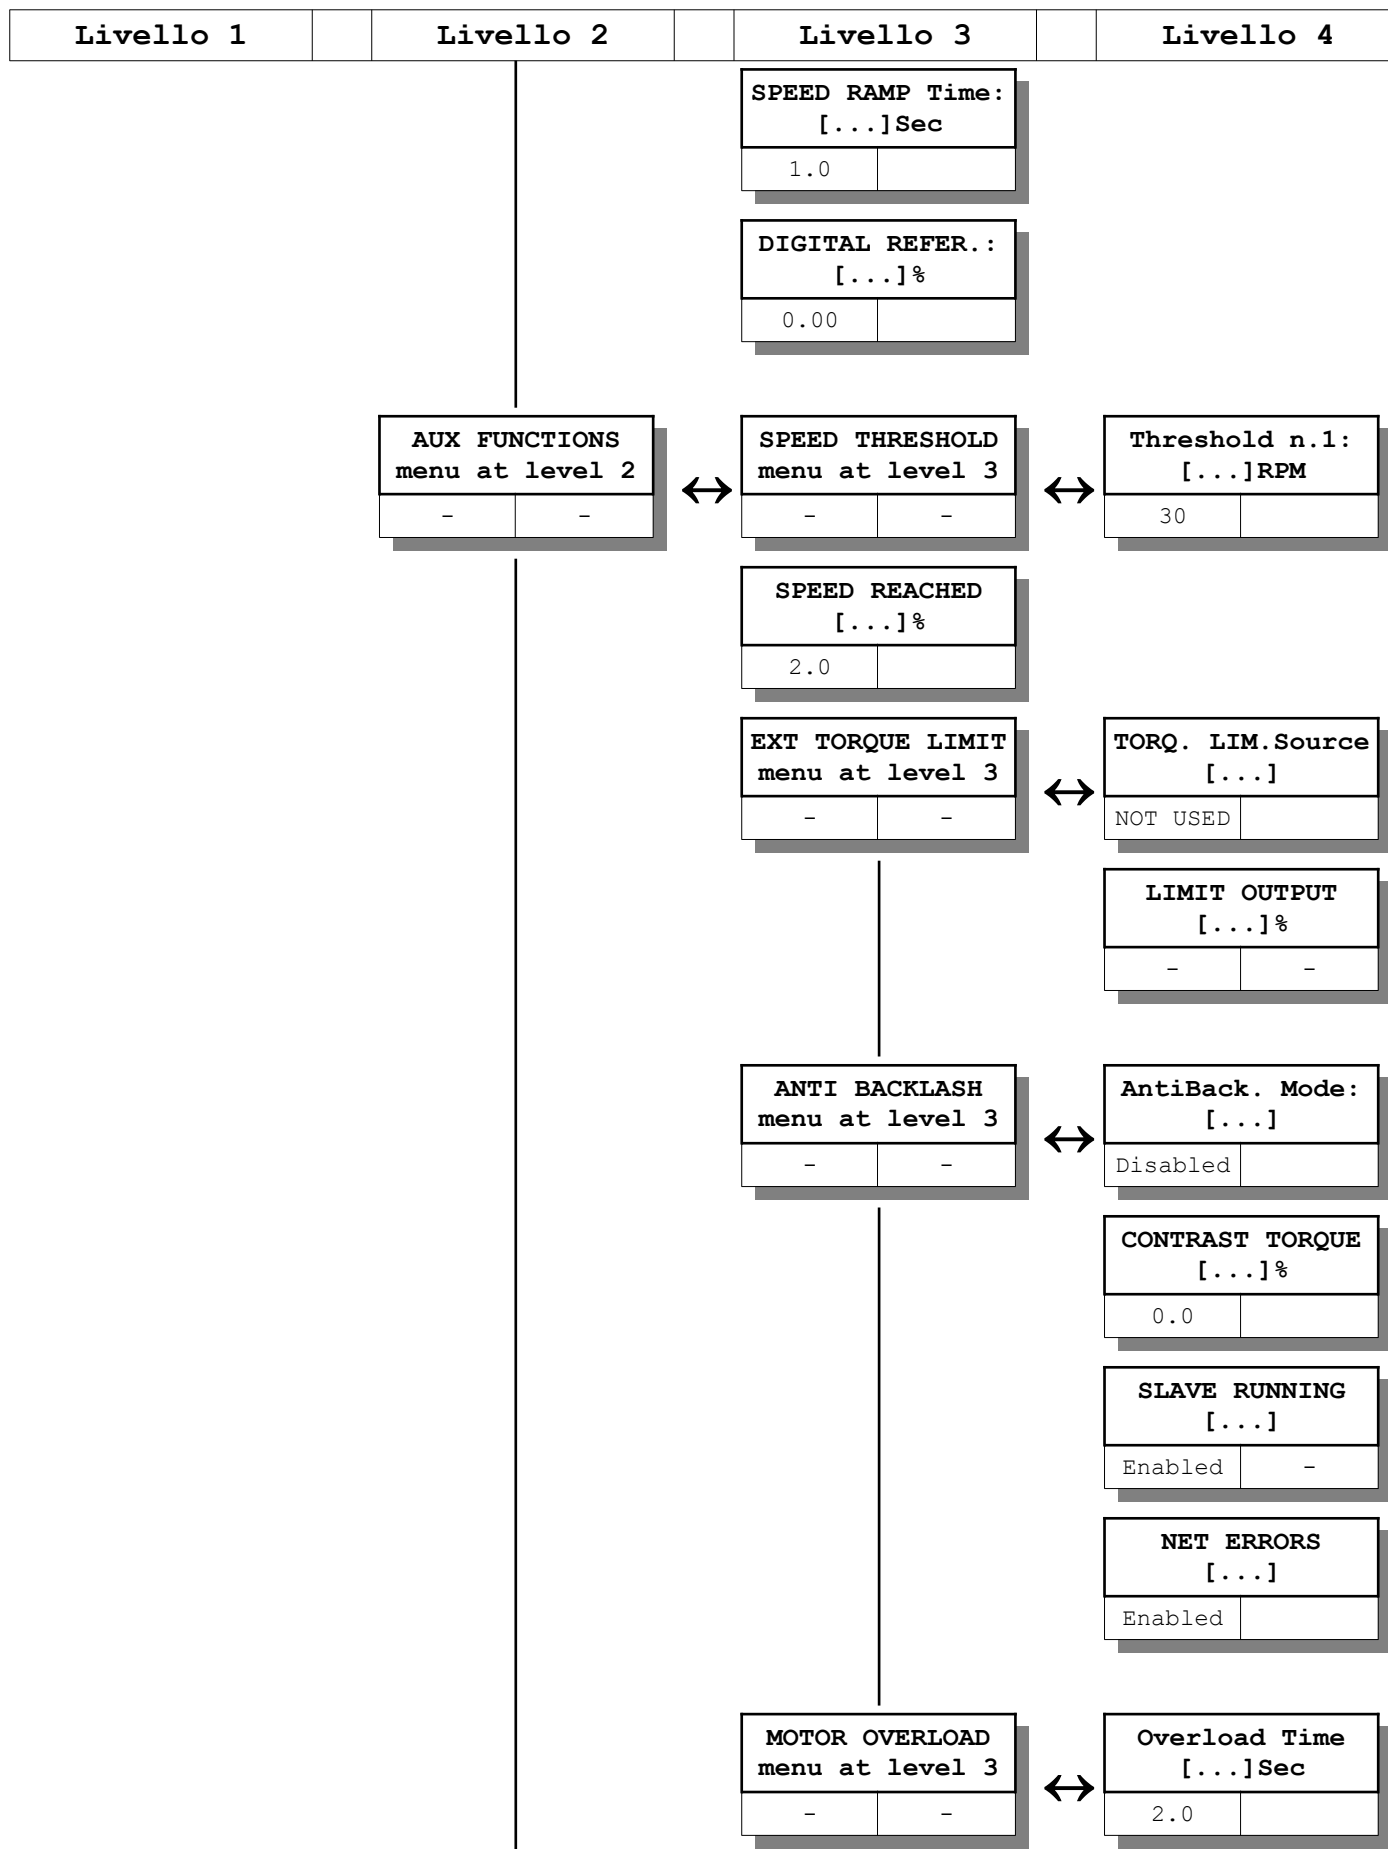 Livello 1
Livello 2
Livello 3
Livello 4
SPEED RAMP Time:
[...]Sec
1.0
DIGITAL REFER.:
[...]%
0.00
AUX FUNCTIONS
menu at level 2
- -
SPEED THRESHOLD
menu at level 3
- -
Threshold n.1:
[...]RPM
30
SPEED REACHED
[...]%
2.0
EXT TORQUE LIMIT
menu at level 3
- -
TORQ. LIM.Source
[...]
NOT USED
LIMIT OUTPUT
[...]%
- -
ANTI BACKLASH
menu at level 3
- -
AntiBack. Mode:
[...]
Disabled
CONTRAST TORQUE
[...]%
0.0
SLAVE RUNNING
[...]
Enabled -
NET ERRORS
[...]
Enabled
MOTOR OVERLOAD
menu at level 3
- -
Overload Time
[...]Sec
2.0